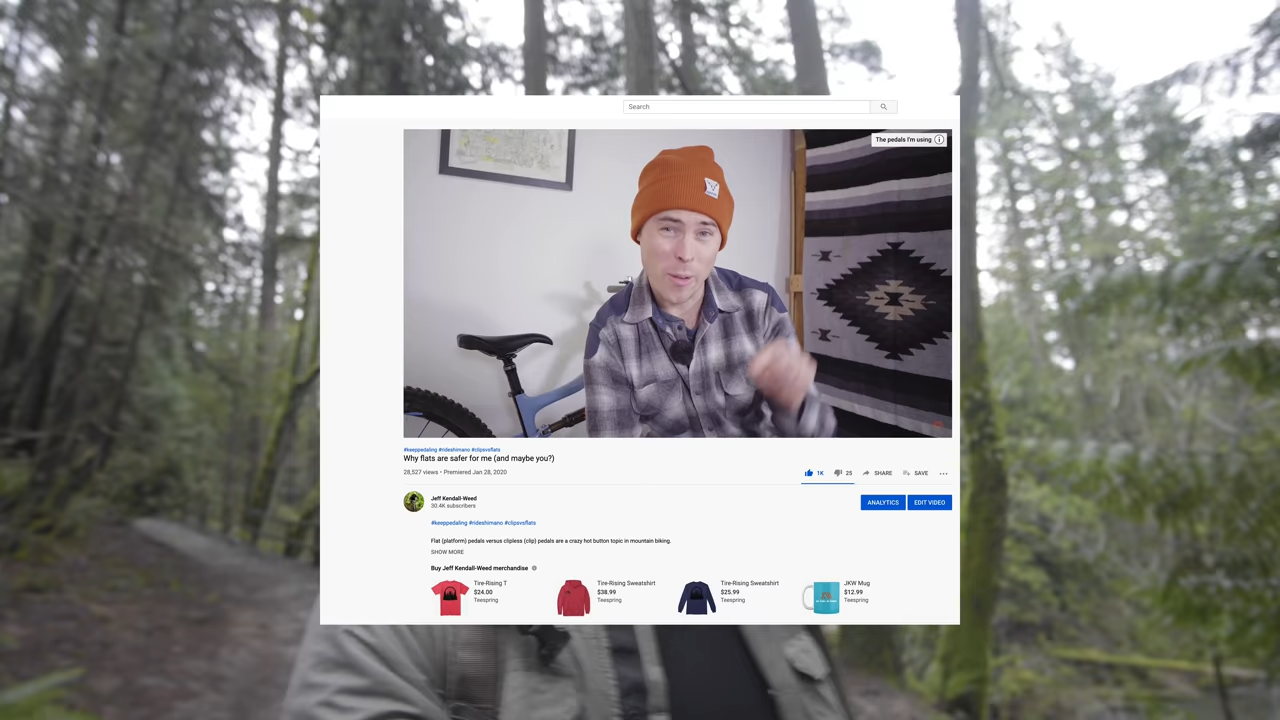 Search
The pedals I'm using
#keeppedaling #rideshimano #clipsvsflats
Why flats are safer for me (and maybe you?)
28,527 views • Premiered Jan 28, 2020
1K
25
SHARE
SAVE
Jeff Kendall-Weed
30.4K subscribers
ANALYTICS
EDIT VIDEO
#keeppedaling #rideshimano #clipsvsflats
Flat (platform) pedals versus clipless (clip) pedals are a crazy hot button topic in mountain biking.
SHOW MORE
Buy Jeff Kendall-Weed merchandise
Tire-Rising T
$24.00
Teespring
Tire-Rising Sweatshirt
$38.99
Teespring
Tire-Rising Sweatshirt
$25.99
Teespring
JKW Mug
$12.99
Teespring